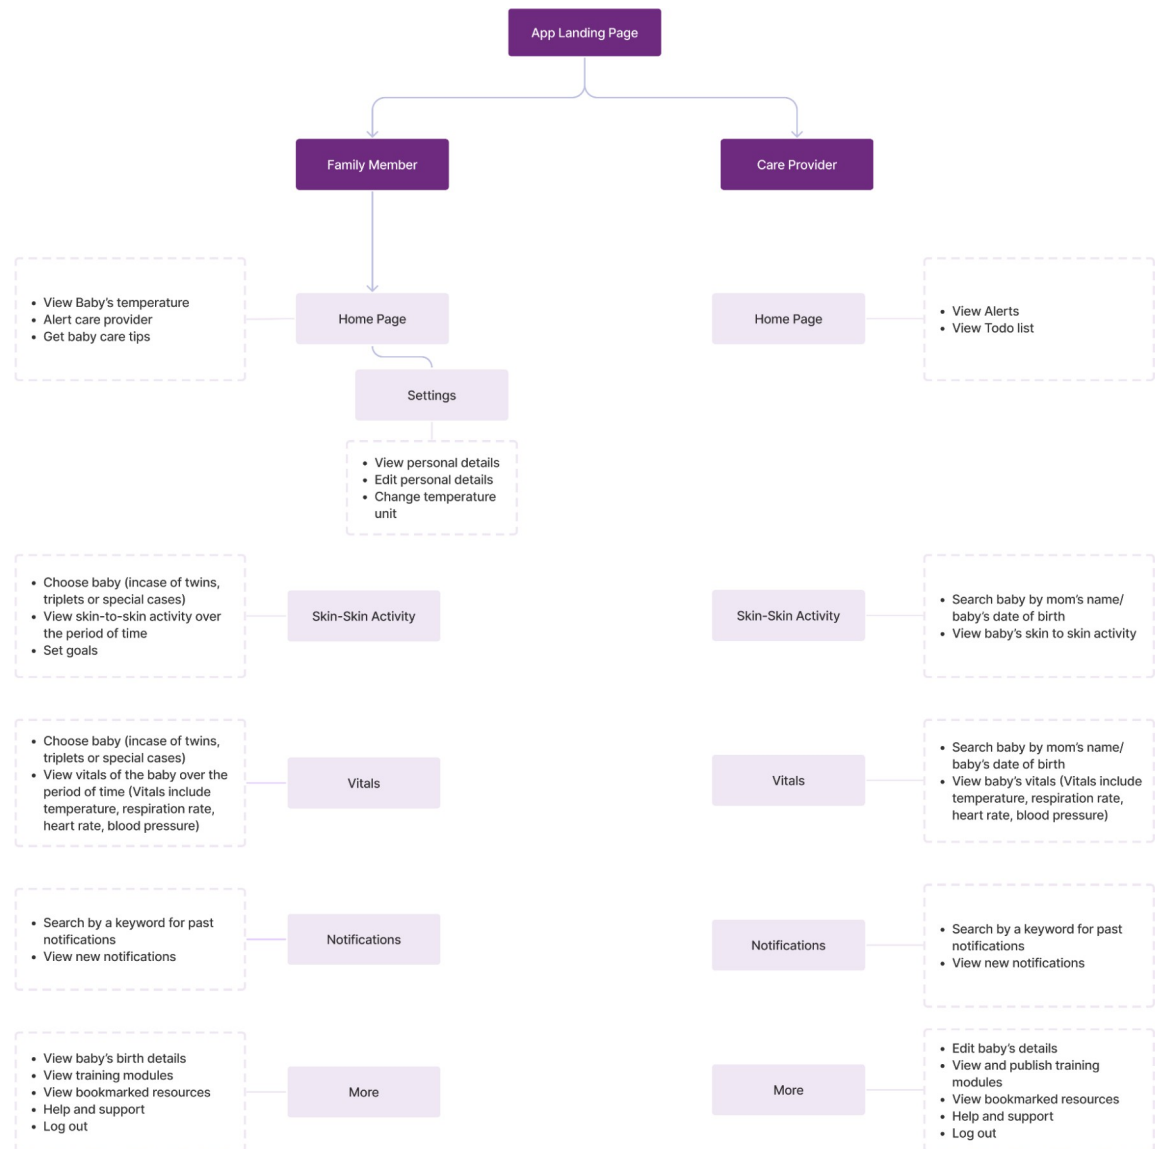 App Landing Page
Family Member
Care Provider
• View Baby's temperature
• Alert care provider
• Get baby care tips
Home Page
Home Page
• View Alerts
• View Todo list
Settings
• View personal details
• Edit personal details
• Change temperature
unit
• Choose baby (incase of twins,
triplets or special cases)
• View skin-to-skin activity over
the period of time
• Set goals
Skin-Skin Activity
Skin-Skin Activity
• Search baby by mom's name/
baby's date of birth
• View baby's skin to skin activity
• Choose baby (incase of twins,
triplets or special cases)
• View vitals of the baby over the
period of time (Vitals include
temperature, respiration rate,
heart rate, blood pressure)
Vitals
Vitals
• Search baby by mom's name/
baby's date of birth
• View baby's vitals (Vitals include
temperature, respiration rate,
heart rate, blood pressure)
• Search by a keyword for past
notifications
• View new notifications
Notifications
Notifications
• Search by a keyword for past
notifications
• View new notifications
• View baby's birth details
• View training modules
• View bookmarked resources
• Help and support
• Log out
More
More
• Edit baby's details
• View and publish training
modules
• View bookmarked resources
• Help and support
• Log out